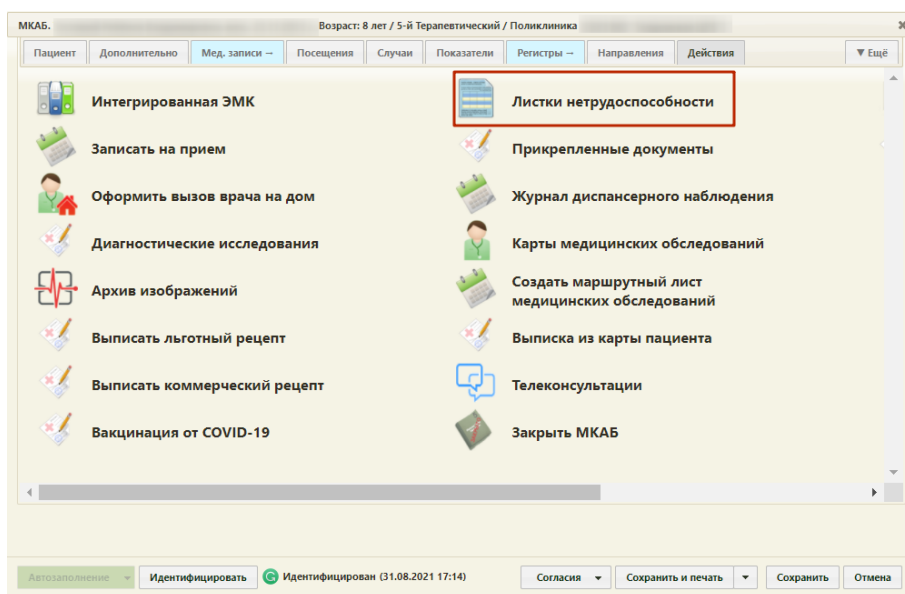 МКАБ. Возраст: 8 лет / 5-й Терапевтический / Поликлиника
Пациент Дополнительно Мед. записи → Посещения Случаи Показатели Регистры → Направления Действия ▼ Ещё
Интегрированная ЭМК
Листки нетрудоспособности
Записать на прием
Прикрепленные документы
Оформить вызов врача на дом
Журнал диспансерного наблюдения
Диагностические исследования
Карты медицинских обследований
Архив изображений
Создать маршрутный лист
медицинских обследований
Выписать льготный рецепт
Выписка из карты пациента
Выписать коммерческий рецепт
Телеконсультации
Вакцинация от COVID-19
Закрыть МКАБ
Автозаполнение Идентифицировать Идентифицирован (31.08.2021 17:14) Согласия Сохранить и печать Сохранить Отмена